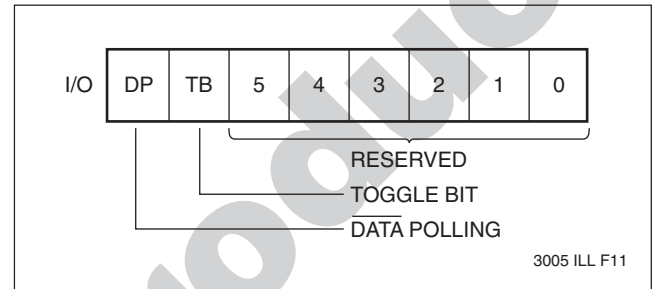 I/O DP TB 5 4 3 2 1 0
RESERVED
TOGGLE BIT
DATA POLLING
3005 ILL F11